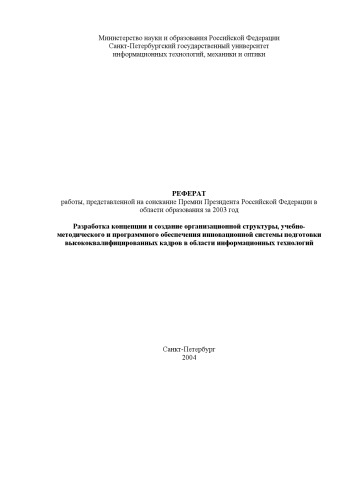 Министерство науки и образования Российской Федерации
Санкт-Петербургский государственный университет
информационных технологий, механики и оптики
РЕФЕРАТ
работы, представленной на соискание Премии Президента Российской Федерации в
области образования за 2003 год
Разработка концепции и создание организационной структуры, учебно-
методического и программного обеспечения инновационной системы подготовки
высококвалифицированных кадров в области информационных технологий
Санкт-Петербург
2004